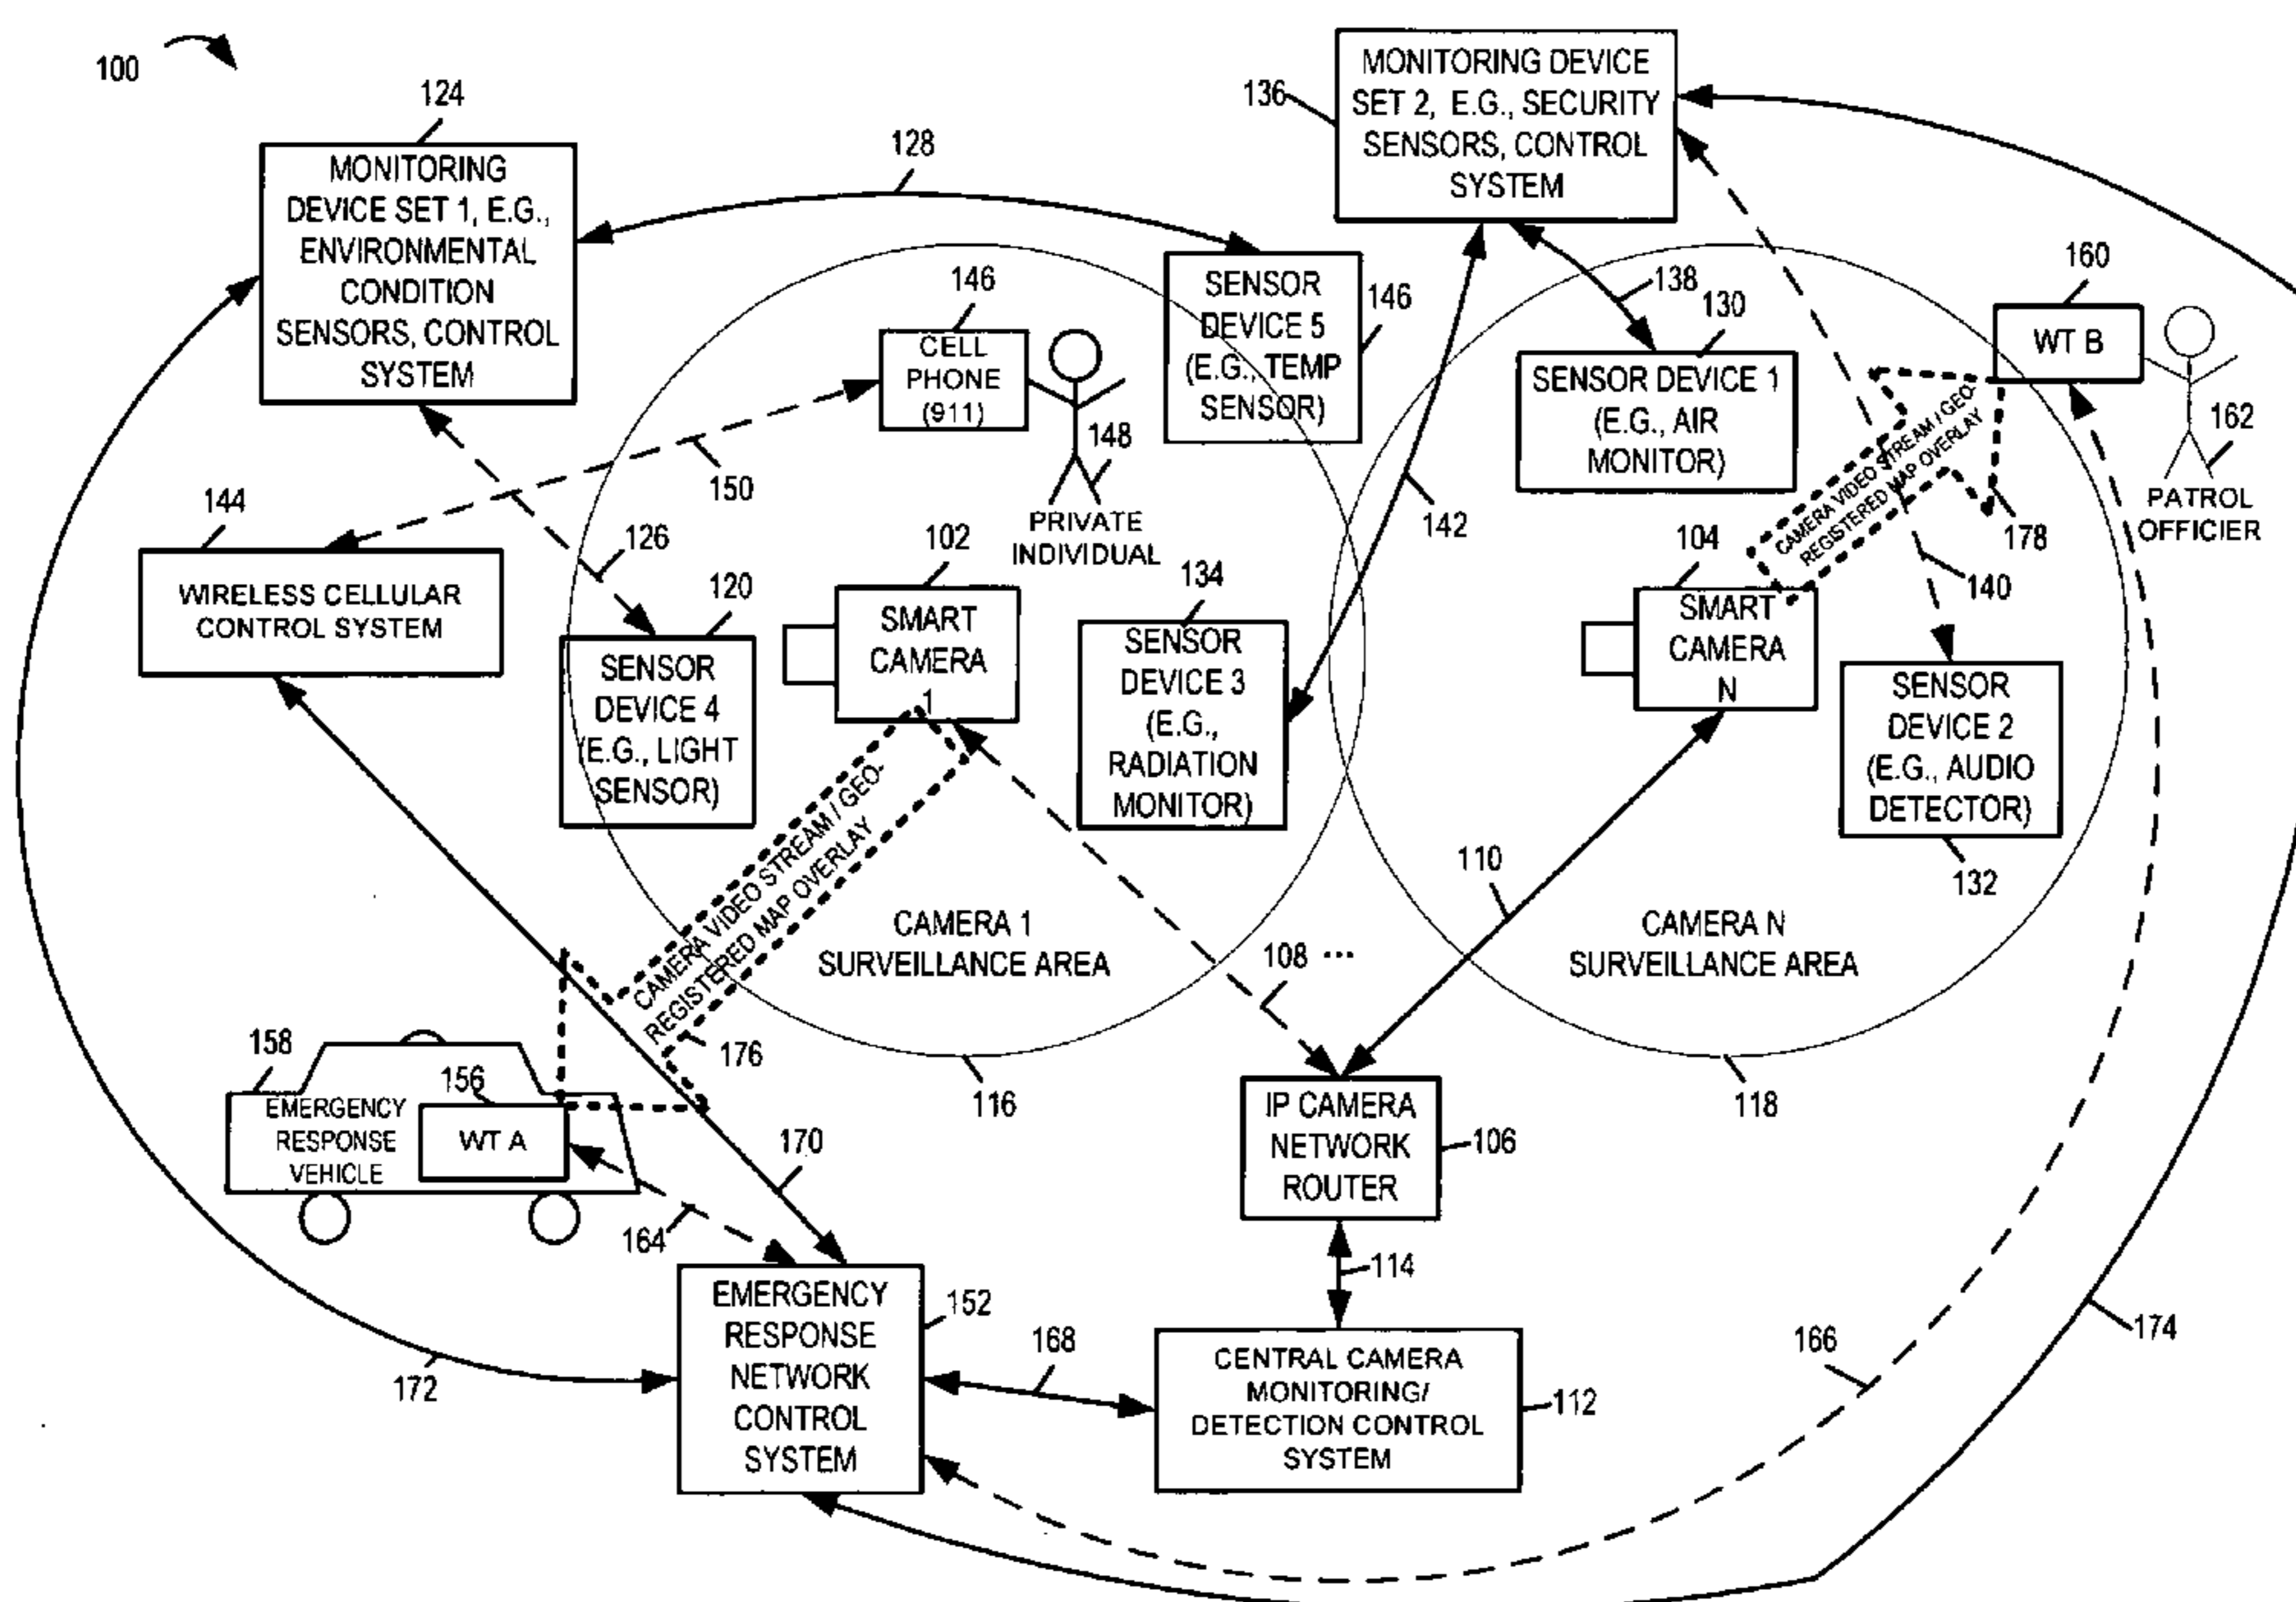 100
124
MONITORING
DEVICE SET 1, E.G.,
ENVIRONMENTAL
CONDITION
SENSORS, CONTROL
SYSTEM
128
136
MONITORING DEVICE
SET 2, E.G., SECURITY
SENSORS, CONTROL
SYSTEM
146
CELL
PHONE
(911)
148
PRIVATE
INDIVIDUAL
150
SENSOR
DEVICE 5
(E.G., TEMP
SENSOR)
146
138
130
SENSOR DEVICE 1
(E.G., AIR
MONITOR)
160
WT B
162
PATROL
OFFICIER
CAMERA VIDEO STREAM / GEO-
REGISTERED MAP OVERLAY
178
140
142
144
WIRELESS CELLULAR
CONTROL SYSTEM
126
120
SENSOR
DEVICE 4
(E.G., LIGHT
SENSOR)
102
SMART
CAMERA
1
134
SENSOR
DEVICE 3
(E.G.,
RADIATION
MONITOR)
104
SMART
CAMERA
N
SENSOR
DEVICE 2
(E.G., AUDIO
DETECTOR)
132
CAMERA VIDEO STREAM / GEO-
REGISTERED MAP OVERLAY
176
CAMERA 1
SURVEILLANCE AREA
110
108 ...
CAMERA N
SURVEILLANCE AREA
116
118
158
EMERGENCY
RESPONSE
VEHICLE
156
WT A
164
170
IP CAMERA
NETWORK
ROUTER
106
114
172
EMERGENCY
RESPONSE
NETWORK
CONTROL
SYSTEM
152
168
CENTRAL CAMERA
MONITORING/
DETECTION CONTROL
SYSTEM
112
166
174